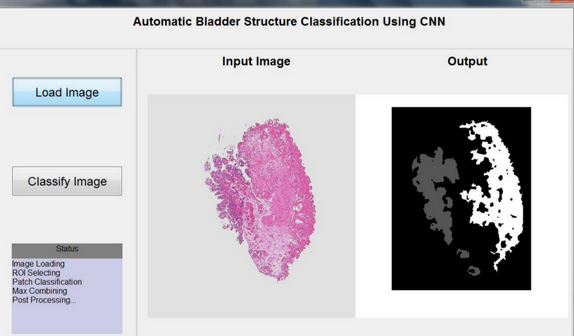 Automatic Bladder Structure Classification Using CNN
Input Image
Output
Load Image
Classify Image
Status
Image Loading
ROI Selecting
Patch Classification
Max Combining
Post Processing...